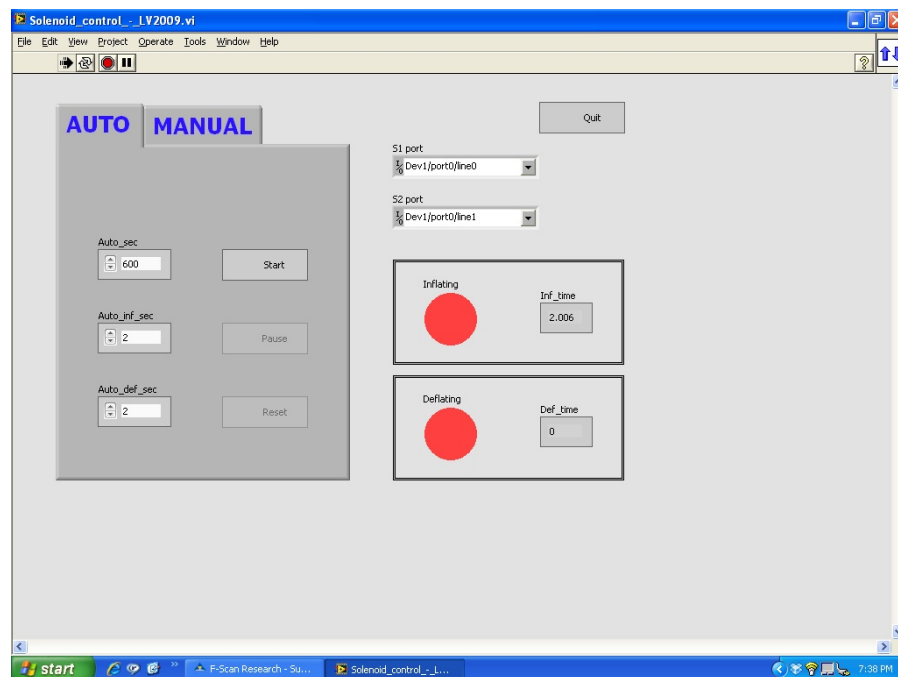 Solenoid_control_-_LV2009.vi
File Edit View Project Operate Tools Window Help
AUTO MANUAL
Quit
S1 port
Dev1/port0/line0
S2 port
Dev1/port0/line1
Auto_sec
600
Start
Inflating
Inf_time
2.006
Auto_inf_sec
2
Pause
Auto_def_sec
2
Reset
Deflating
Def_time
0
start
F-Scan Research - Su...
Solenoid_control_-_L...
7:38 PM